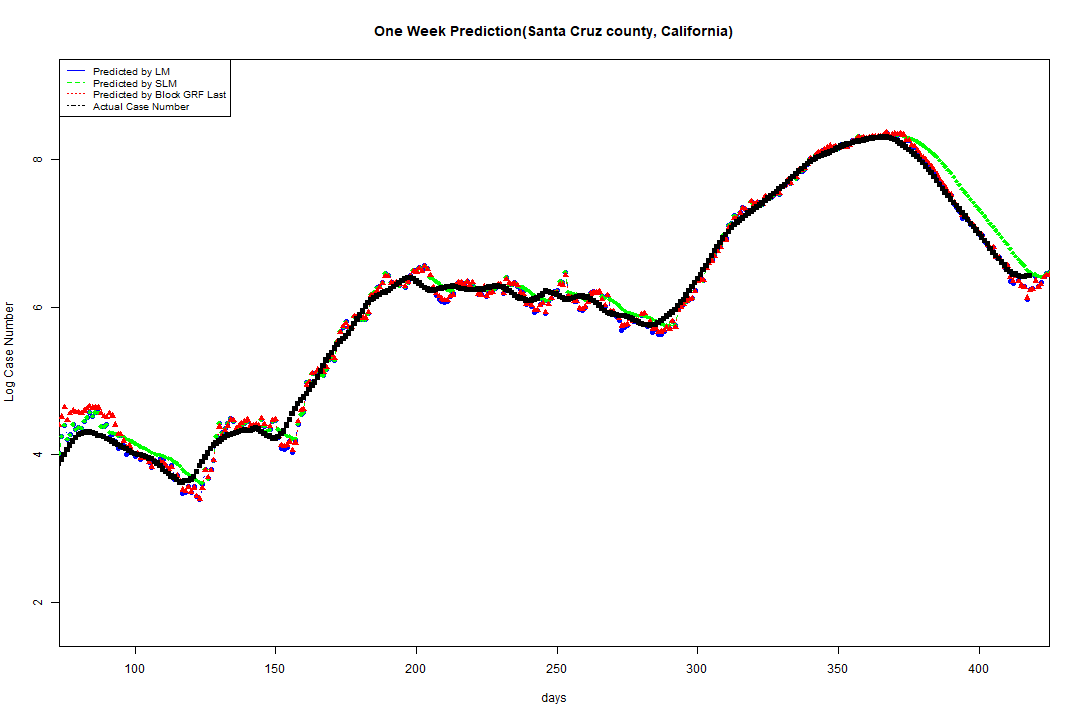 One Week Prediction(Santa Cruz county, California)
Predicted by LM
Predicted by SLM
Predicted by Block GRF Last
Actual Case Number
8
6
4
2
Log Case Number
100 150 200 250 300 350 400
days